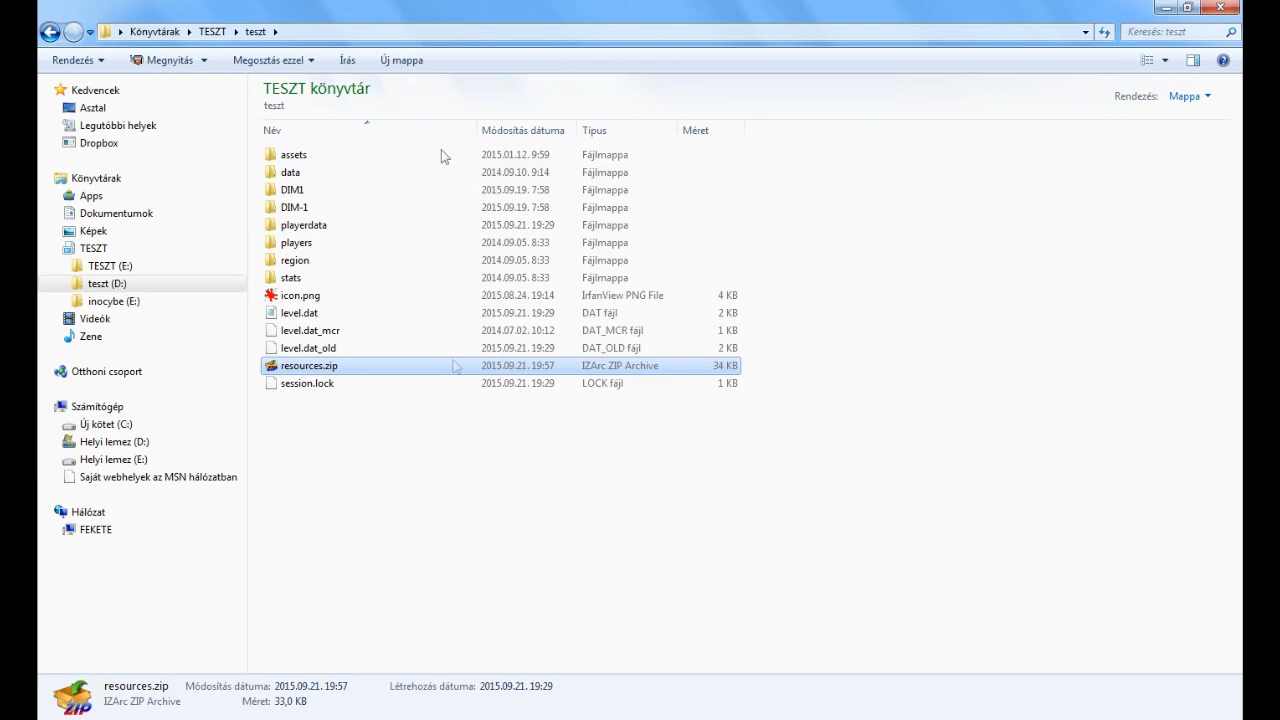 Könyvtárak ▸ TESZT ▸ teszt ▸
Keresés: teszt
Rendezés ▾ Megnyitás ▾ Megosztás ezzel ▾ Írás Új mappa
Kedvencek
Asztal
Legutóbbi helyek
Dropbox
Könyvtárak
Apps
Dokumentumok
Képek
TESZT
TESZT (E:)
teszt (D:)
inocybe (E:)
Videók
Zene
Otthoni csoport
Számítógép
Új kötet (C:)
Helyi lemez (D:)
Helyi lemez (E:)
Saját webhelyek az MSN hálózatban
Hálózat
FEKETE
TESZT könyvtár
teszt
Rendezés: Mappa ▾
Név Módosítás dátuma Típus Méret
assets 2015.01.12. 9:59 Fájlmappa
data 2014.09.10. 9:14 Fájlmappa
DIM1 2015.09.19. 7:58 Fájlmappa
DIM-1 2015.09.19. 7:58 Fájlmappa
playerdata 2015.09.21. 19:29 Fájlmappa
players 2014.09.05. 8:33 Fájlmappa
region 2014.09.05. 8:33 Fájlmappa
stats 2014.09.05. 8:33 Fájlmappa
icon.png 2015.08.24. 19:14 IrfanView PNG File 4 KB
level.dat 2015.09.21. 19:29 DAT fájl 2 KB
level.dat_mcr 2014.07.02. 10:12 DAT_MCR fájl 1 KB
level.dat_old 2015.09.21. 19:29 DAT_OLD fájl 2 KB
resources.zip 2015.09.21. 19:57 IZArc ZIP Archive 34 KB
session.lock 2015.09.21. 19:29 LOCK fájl 1 KB
ZIP
resources.zip Módosítás dátuma: 2015.09.21. 19:57 Létrehozás dátuma: 2015.09.21. 19:29
IZArc ZIP Archive Méret: 33,0 KB